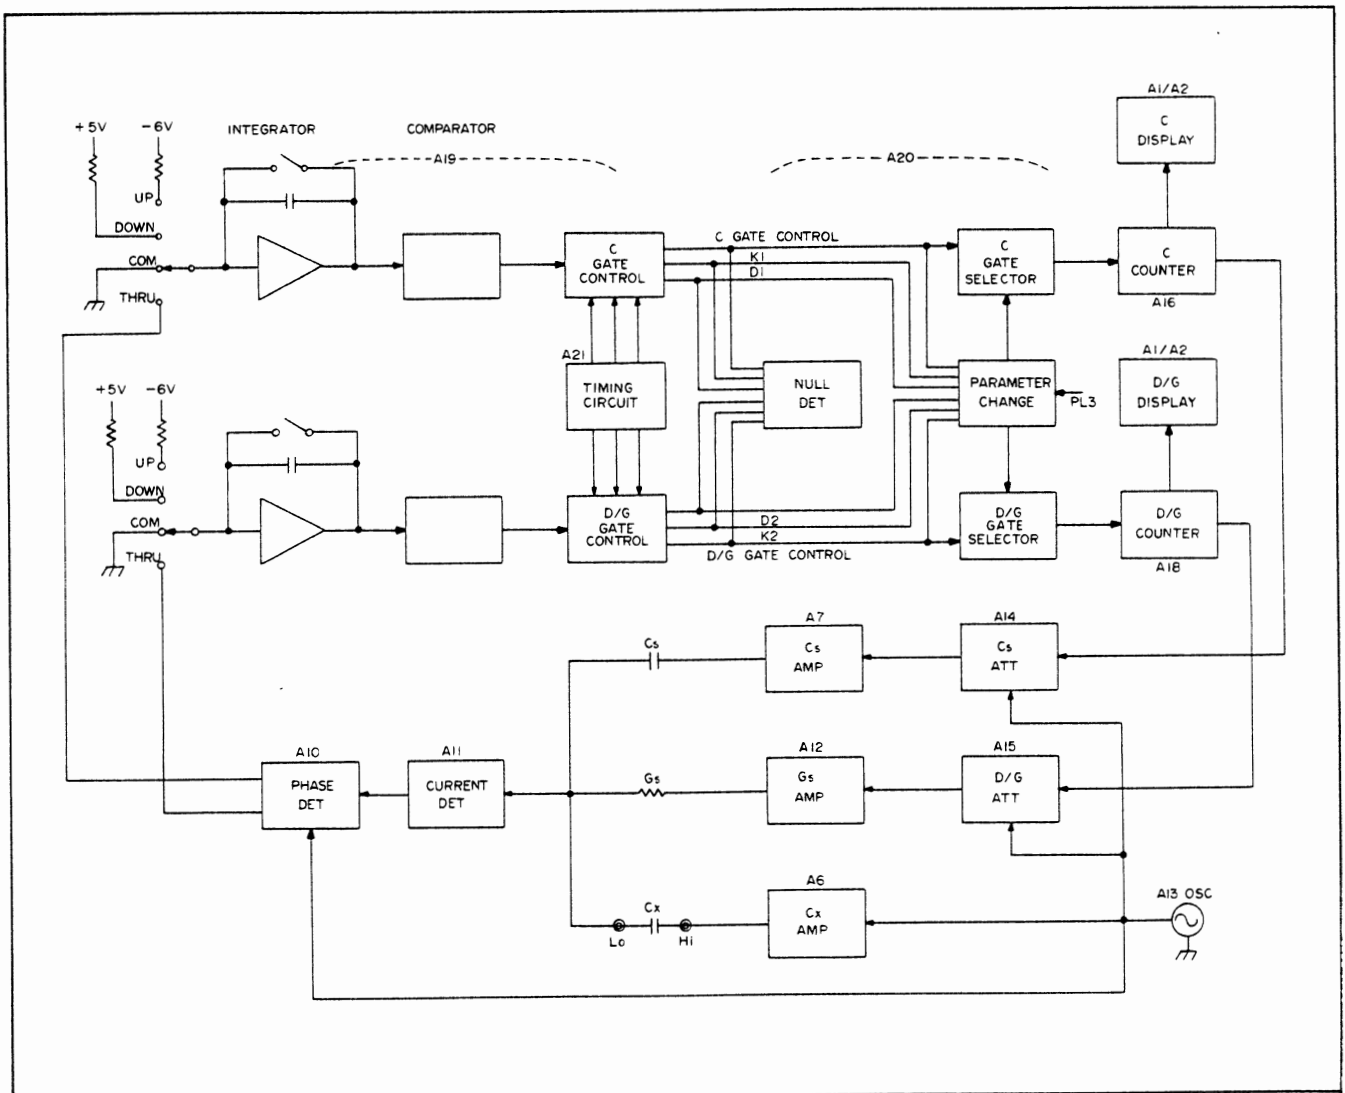 A1/A2
C
DISPLAY
+5V
-6V
INTEGRATOR
COMPARATOR
A19
A20
UP
DOWN
COM
THRU
C
GATE
CONTROL
C GATE CONTROL
K1
D1
C
GATE
SELECTOR
C
COUNTER
A16
A21
TIMING
CIRCUIT
NULL
DET
PARAMETER
CHANGE
PL3
A1/A2
D/G
DISPLAY
+5V
-6V
UP
DOWN
COM
THRU
D/G
GATE
CONTROL
D2
K2
D/G GATE CONTROL
D/G
GATE
SELECTOR
D/G
COUNTER
A18
Cs
A7
Cs
AMP
A14
Cs
ATT
A10
PHASE
DET
A11
CURRENT
DET
Gs
A12
Gs
AMP
A15
D/G
ATT
Cx
Lo
Hi
A6
Cx
AMP
A13 OSC